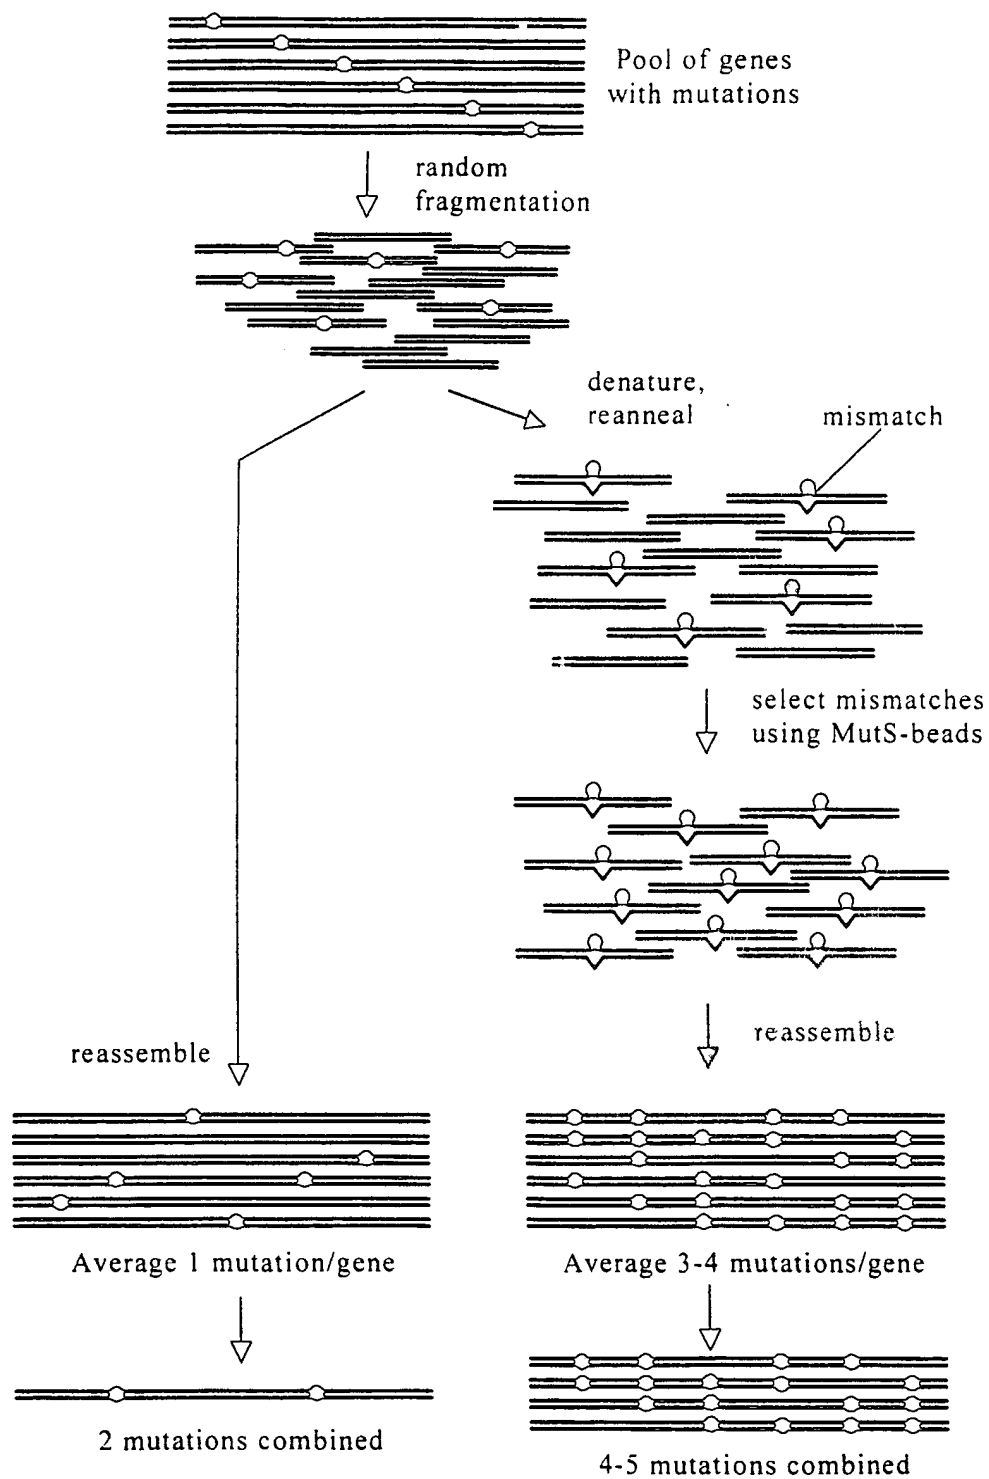 Pool of genes
with mutations
random
fragmentation
denature,
reanneal
mismatch
select mismatches
using MutS-beads
reassemble
reassemble
Average 1 mutation/gene
Average 3-4 mutations/gene
2 mutations combined
4-5 mutations combined